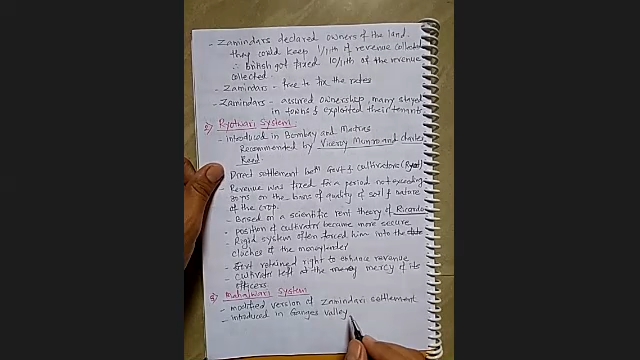 - Zamindars declared owners of the land.
they could keep 1/11th of revenue collected
∴ British got fixed 10/11th of the revenue
collected.
- Zamindars - free to fix the rates
- Zamindars - assured ownership, many stayed
in towns & exploited their tenants
2) Ryotwari System
- introduced in Bombay and Madras
Recommended by Viceroy Munro and Charles
Reed.
Direct settlement betn Govt & cultivators (Ryot)
Revenue was fixed for a period not exceeding
30yrs on the basis of quality of soil & nature
of the crop.
- Based on a scientific rent theory of Ricardo
- position of cultivator became more secure
- Rigid system often forced him into the
cluches of the moneylender
- Govt retained right to enhance revenue
- cultivator left at the mercy of its
officers.
3) Mahalwari System
- modified version of Zamindari settlement
- introduced in Ganges valley